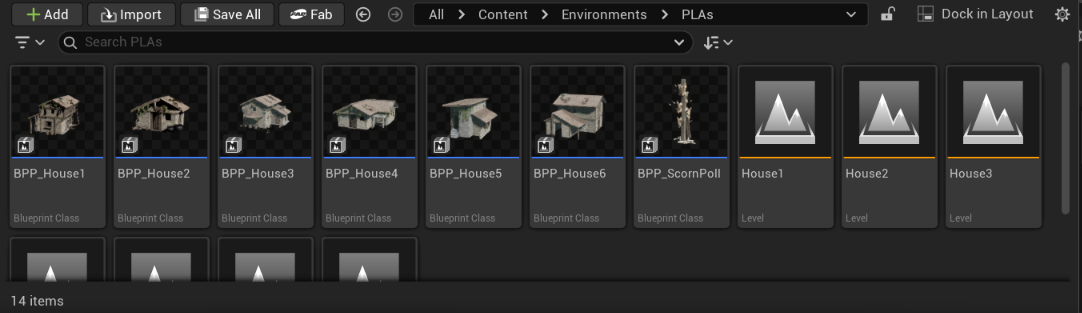 Add Import Save All Fab All Content Environments PLAs Dock in Layout
Search PLAs
BPP_House1 BPP_House2 BPP_House3 BPP_House4 BPP_House5 BPP_House6 BPP_ScornPoll House1 House2 House3
Blueprint Class Blueprint Class Blueprint Class Blueprint Class Blueprint Class Blueprint Class Blueprint Class Level Level Level
14 items